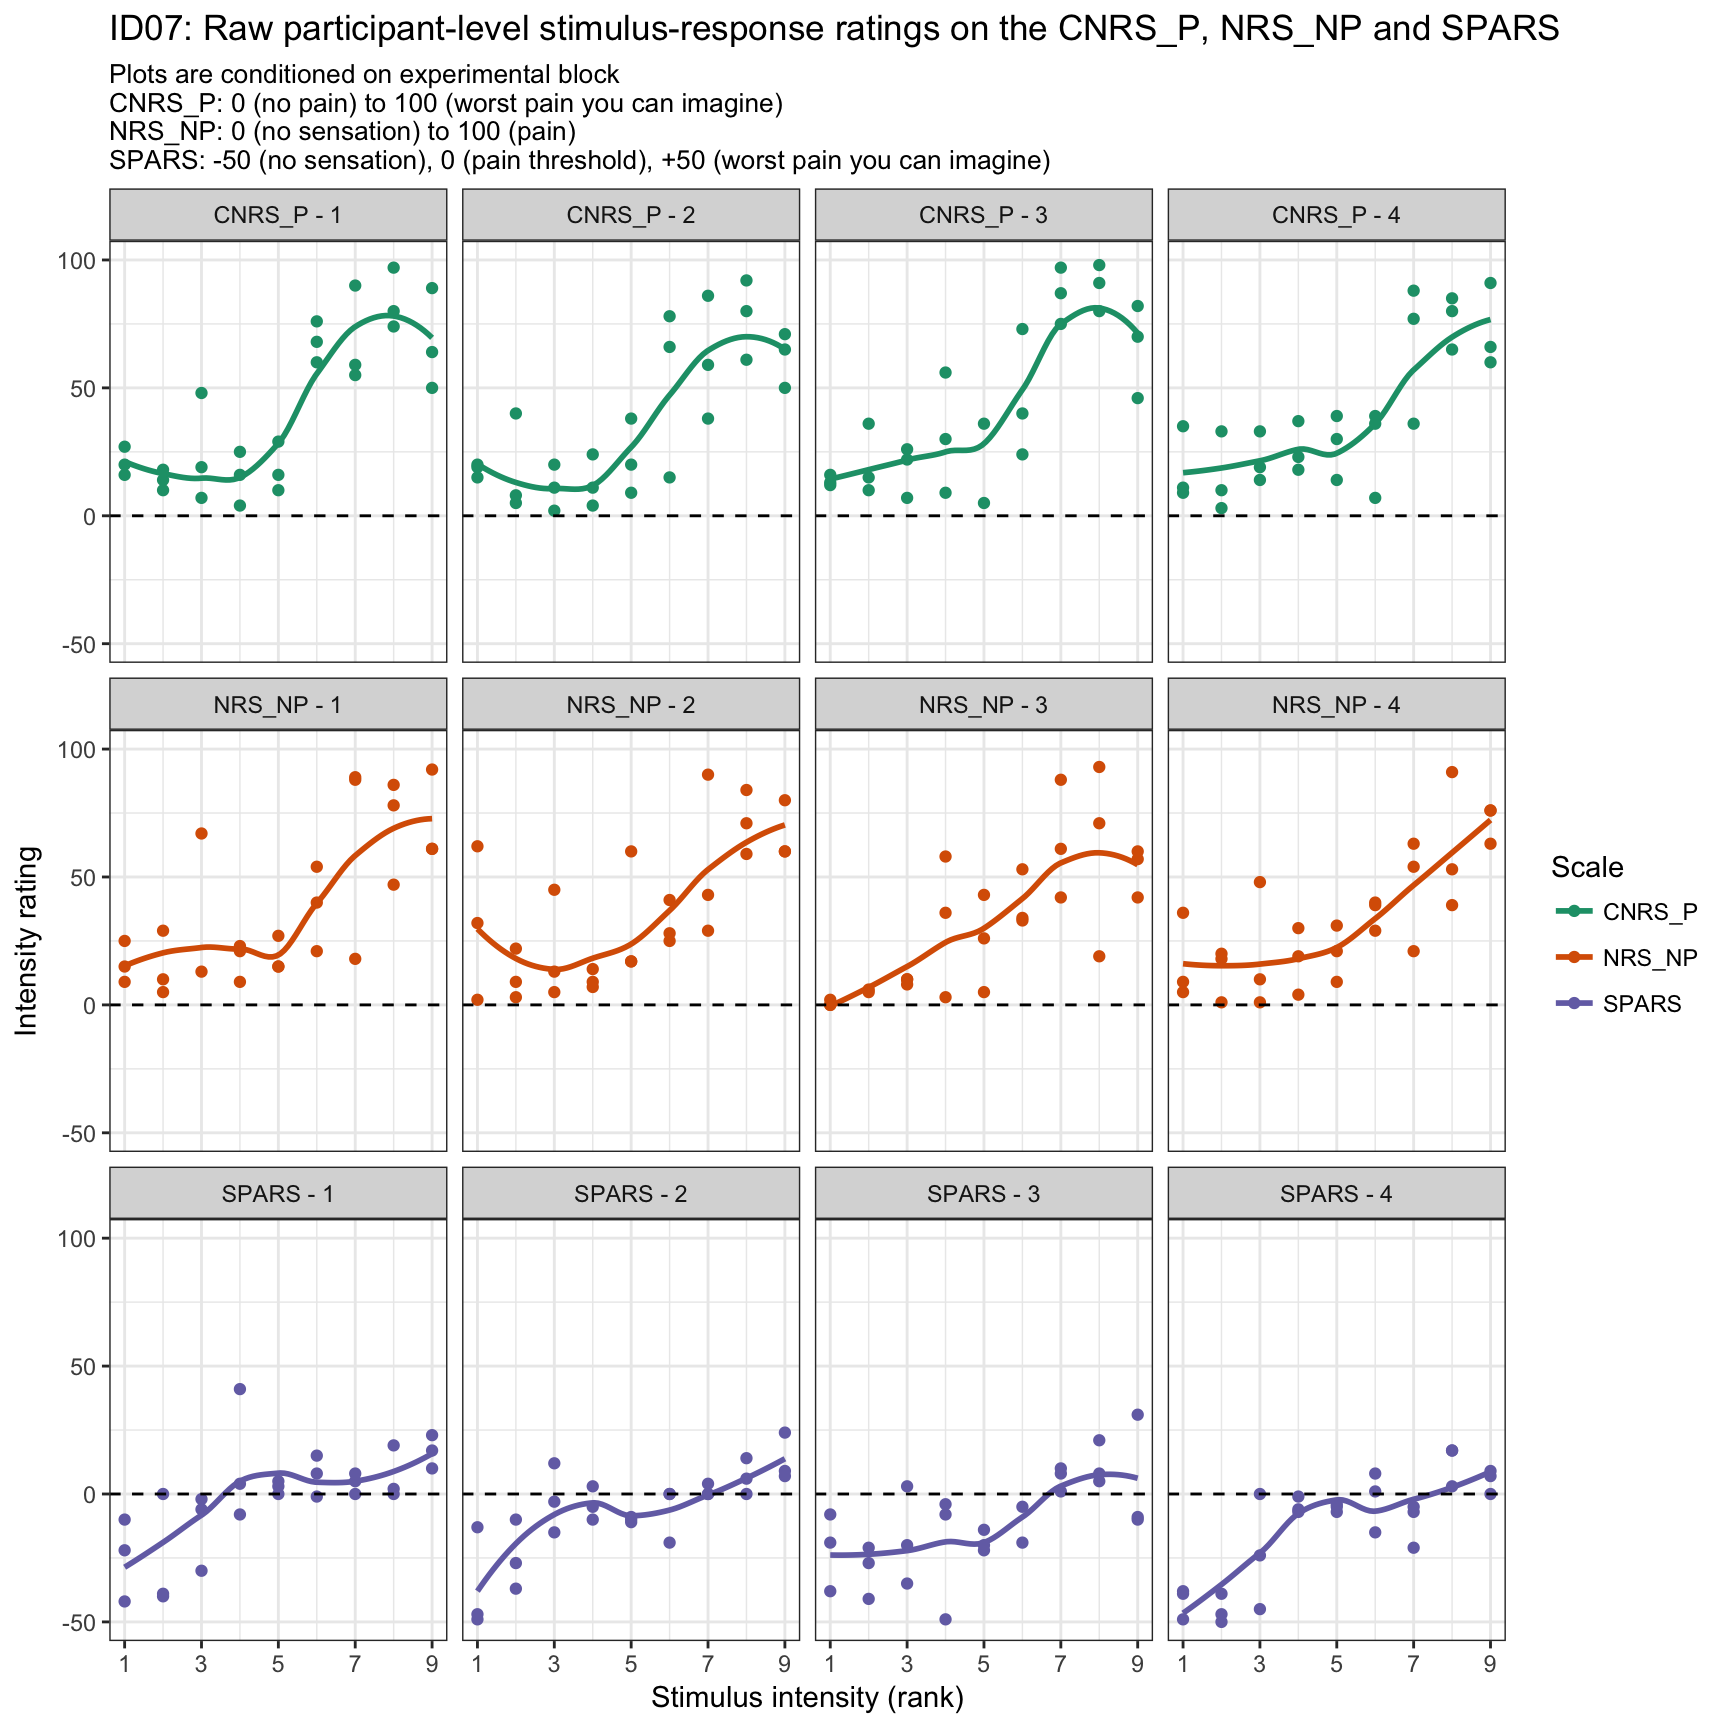 ID07: Raw participant-level stimulus-response ratings on the CNRS_P, NRS_NP and SPARS
Plots are conditioned on experimental block
CNRS_P: 0 (no pain) to 100 (worst pain you can imagine)
NRS_NP: 0 (no sensation) to 100 (pain)
SPARS: -50 (no sensation), 0 (pain threshold), +50 (worst pain you can imagine)
CNRS_P - 1 CNRS_P - 2 CNRS_P - 3 CNRS_P - 4
100
50
0
-50
NRS_NP - 1 NRS_NP - 2 NRS_NP - 3 NRS_NP - 4
100
50
0
-50
SPARS - 1 SPARS - 2 SPARS - 3 SPARS - 4
100
50
0
-50
1 3 5 7 9 1 3 5 7 9 1 3 5 7 9 1 3 5 7 9
Stimulus intensity (rank)
Intensity rating
Scale
CNRS_P
NRS_NP
SPARS